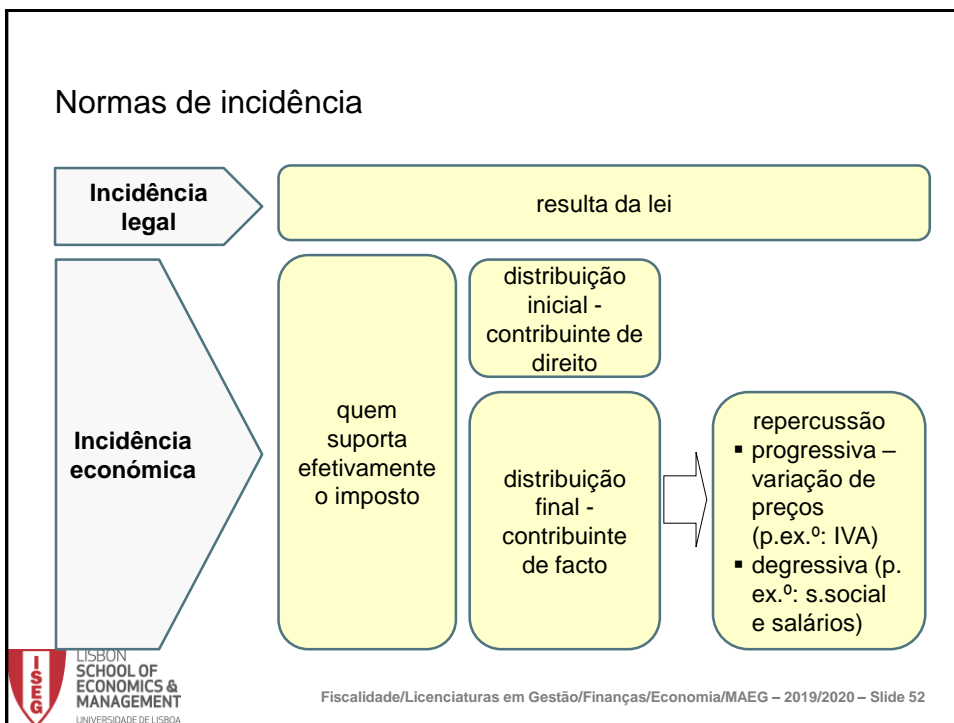 Normas de incidência
Incidência
legal
resulta da lei
Incidência
económica
quem
suporta
efetivamente
o imposto
distribuição
inicial -
contribuinte de
direito
distribuição
final -
contribuinte
de facto
repercussão
▪ progressiva –
variação de
preços
(p.ex.º: IVA)
▪ degressiva (p.
ex.º: s.social
e salários)
ISEG
LISBON
SCHOOL OF
ECONOMICS &
MANAGEMENT
UNIVERSIDADE DE LISBOA
Fiscalidade/Licenciaturas em Gestão/Finanças/Economia/MAEG – 2019/2020 – Slide 52